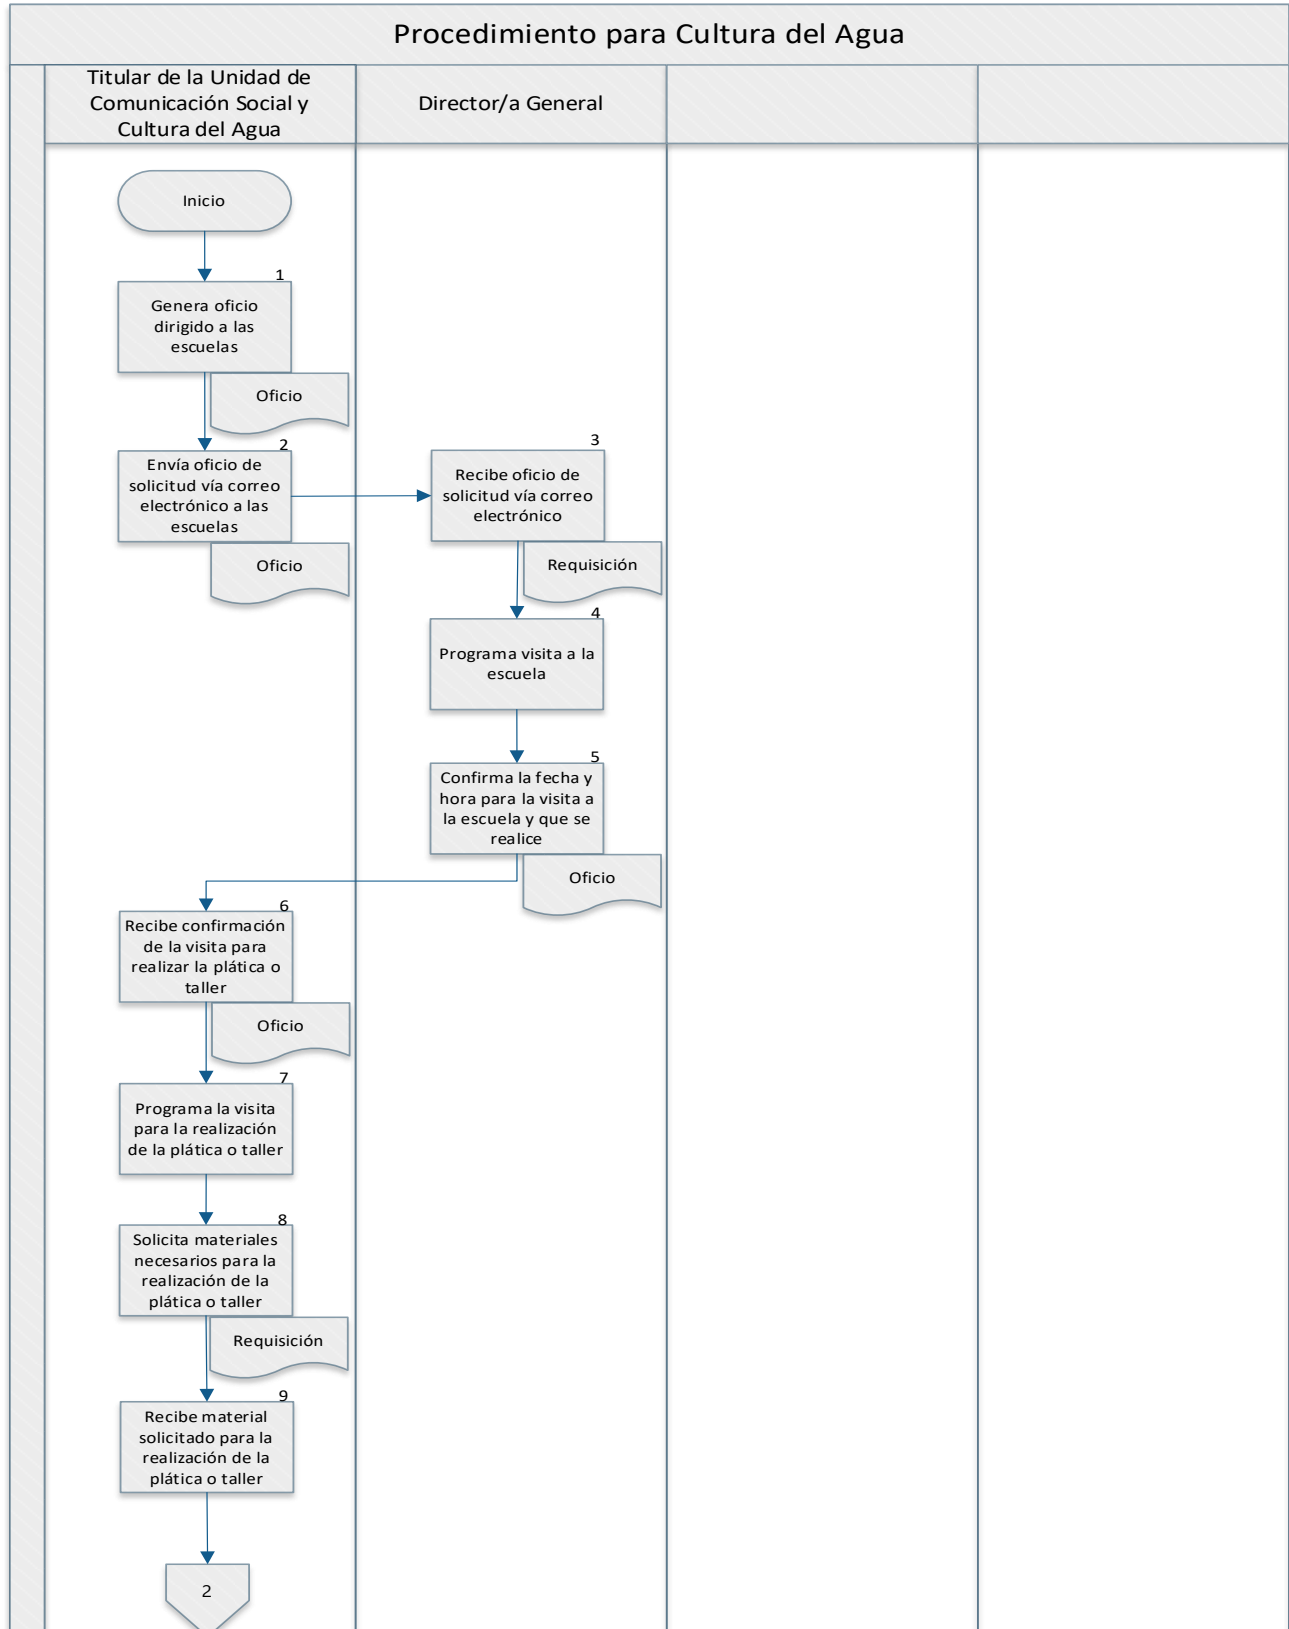 Procedimiento para Cultura del Agua
Titular de la Unidad de
Comunicación Social y
Cultura del Agua
Director/a General
Inicio
1
Genera oficio
dirigido a las
escuelas
Oficio
2
Envía oficio de
solicitud vía correo
electrónico a las
escuelas
Oficio
3
Recibe oficio de
solicitud vía correo
electrónico
Requisición
4
Programa visita a la
escuela
5
Confirma la fecha y
hora para la visita a
la escuela y que se
realice
Oficio
6
Recibe confirmación
de la visita para
realizar la plática o
taller
Oficio
7
Programa la visita
para la realización
de la plática o taller
8
Solicita materiales
necesarios para la
realización de la
plática o taller
Requisición
9
Recibe material
solicitado para la
realización de la
plática o taller
2